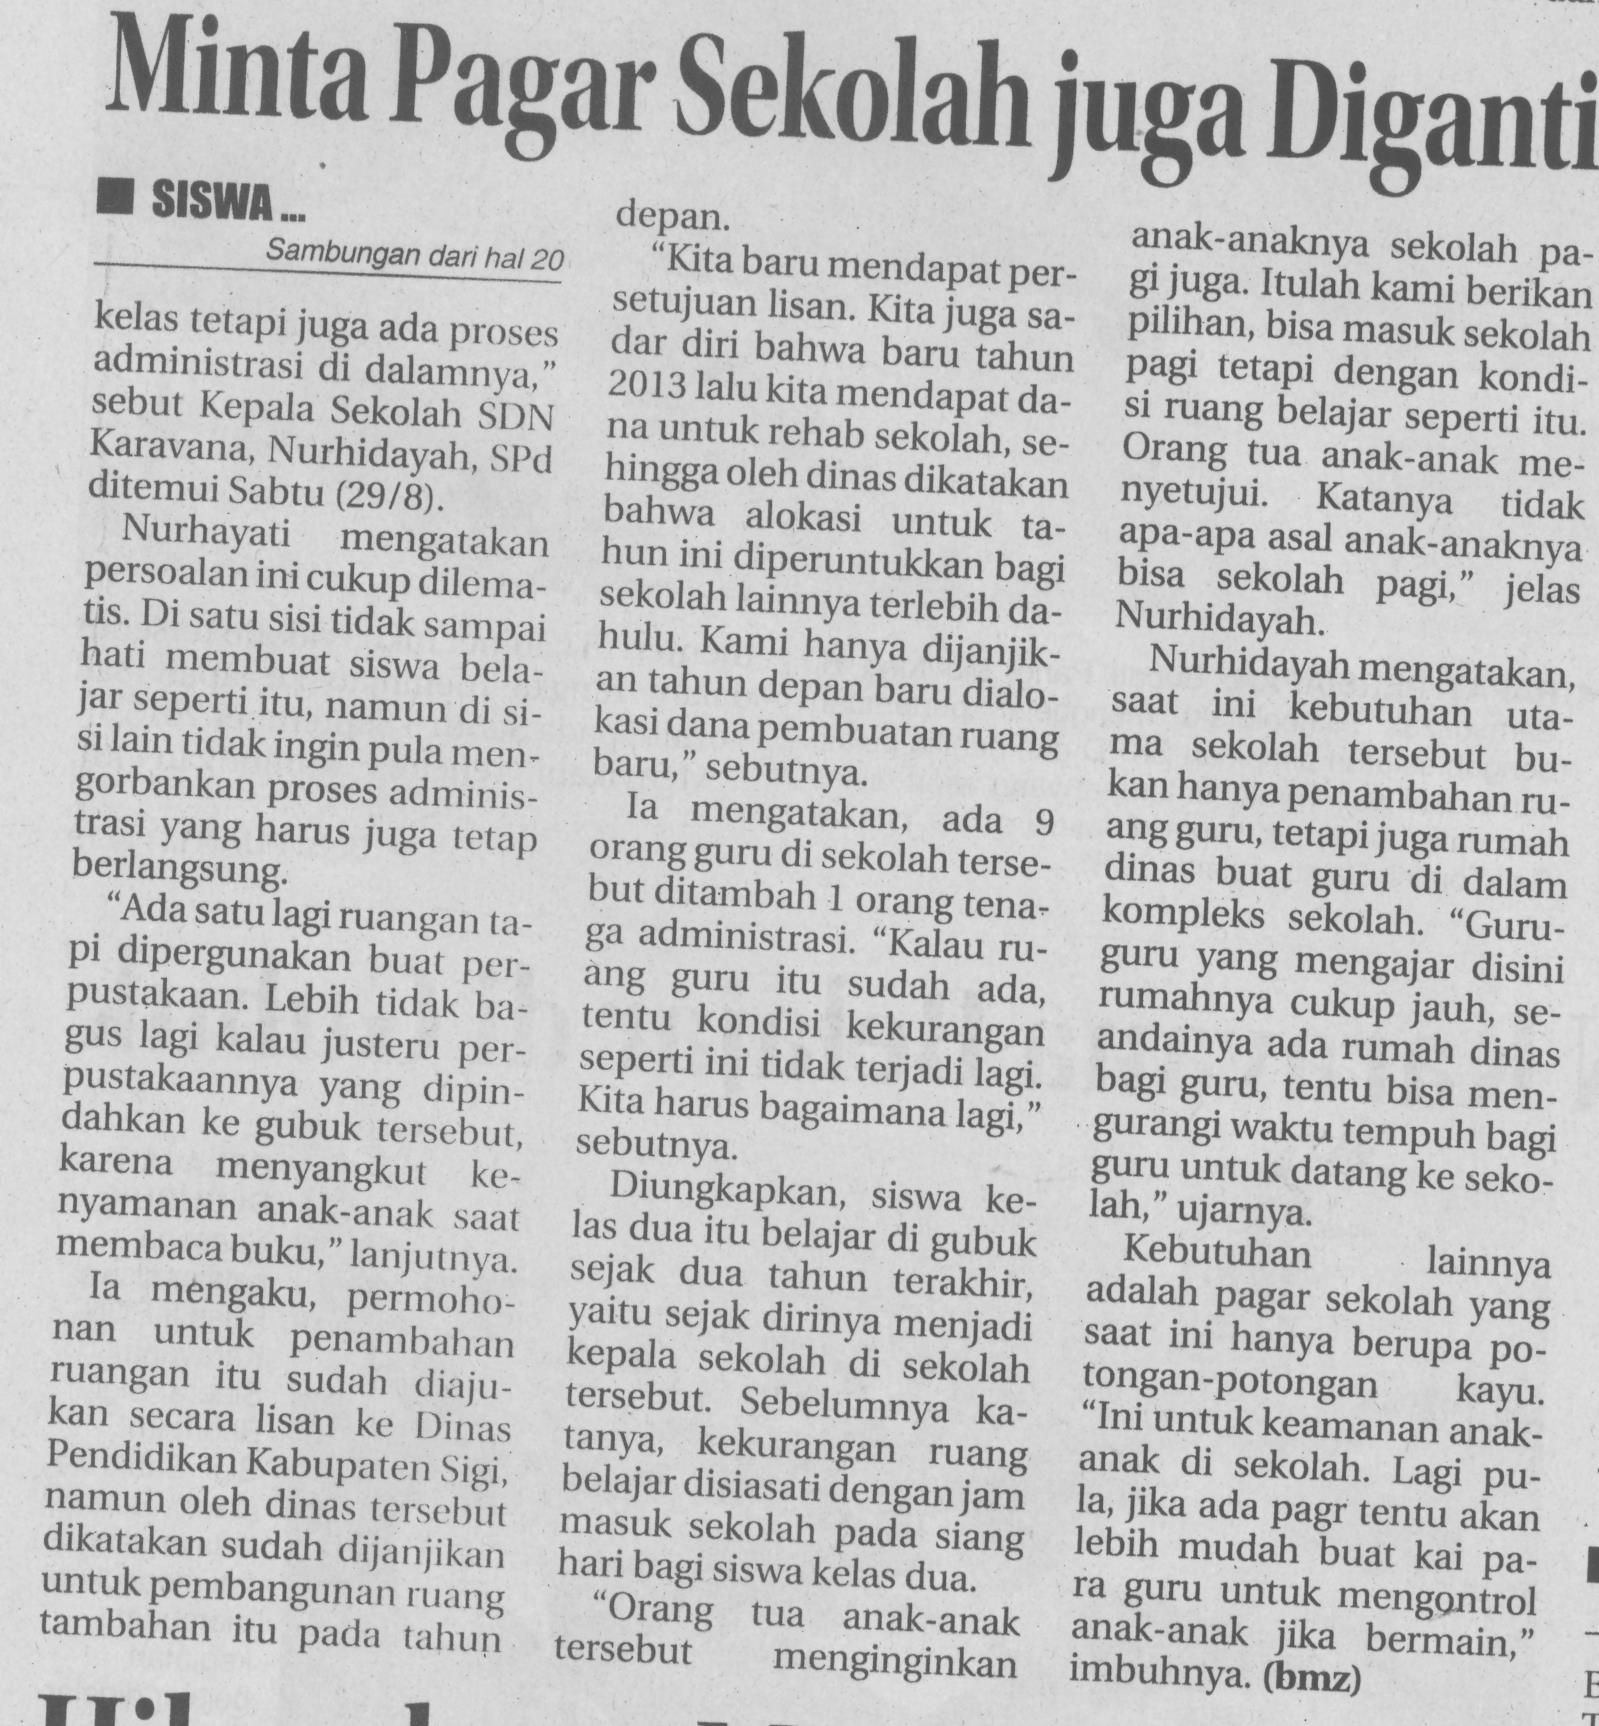 Minta Pagar Sekolah juga Diganti
SISWA ...
Sambungan dari hal 20
kelas tetapi juga ada proses
administrasi di dalamnya,”
sebut Kepala Sekolah SDN
Karavana, Nurhidayah, SPd
ditemui Sabtu (29/8).
Nurhayati mengatakan
persoalan ini cukup dilema-
tis. Di satu sisi tidak sampai
hati membuat siswa bela-
jar seperti itu, namun di si-
si lain tidak ingin pula men-
gorbankan proses adminis-
trasi yang harus juga tetap
berlangsung.
“Ada satu lagi ruangan ta-
pi dipergunakan buat per-
pustakaan. Lebih tidak ba-
gus lagi kalau justeru per-
pustakaannya yang dipin-
dahkan ke gubuk tersebut,
karena menyangkut ke-
nyamanan anak-anak saat
membaca buku,” lanjutnya.
Ia mengaku, permoho-
nan untuk penambahan
ruangan itu sudah diaju-
kan secara lisan ke Dinas
Pendidikan Kabupaten Sigi,
namun oleh dinas tersebut
dikatakan sudah dijanjikan
untuk pembangunan ruang
tambahan itu pada tahun
depan.
“Kita baru mendapat per-
setujuan lisan. Kita juga sa-
dar diri bahwa baru tahun
2013 lalu kita mendapat da-
na untuk rehab sekolah, se-
hingga oleh dinas dikatakan
bahwa alokasi untuk ta-
hun ini diperuntukkan bagi
sekolah lainnya terlebih da-
hulu. Kami hanya dijanjik-
an tahun depan baru dialo-
kasi dana pembuatan ruang
baru,” sebutnya.
Ia mengatakan, ada 9
orang guru di sekolah terse-
but ditambah 1 orang tena-
ga administrasi. “Kalau ru-
ang guru itu sudah ada,
tentu kondisi kekurangan
seperti ini tidak terjadi lagi.
Kita harus bagaimana lagi,”
sebutnya.
Diungkapkan, siswa ke-
las dua itu belajar di gubuk
sejak dua tahun terakhir,
yaitu sejak dirinya menjadi
kepala sekolah di sekolah
tersebut. Sebelumnya ka-
tanya, kekurangan ruang
belajar disiasati dengan jam
masuk sekolah pada siang
hari bagi siswa kelas dua.
“Orang tua anak-anak
tersebut menginginkan
anak-anaknya sekolah pa-
gi juga. Itulah kami berikan
pilihan, bisa masuk sekolah
pagi tetapi dengan kondi-
si ruang belajar seperti itu.
Orang tua anak-anak me-
nyetujui. Katanya tidak
apa-apa asal anak-anaknya
bisa sekolah pagi,” jelas
Nurhidayah.
Nurhidayah mengatakan,
saat ini kebutuhan uta-
ma sekolah tersebut bu-
kan hanya penambahan ru-
ang guru, tetapi juga rumah
dinas buat guru di dalam
kompleks sekolah. “Guru-
guru yang mengajar disini
rumahnya cukup jauh, se-
andainya ada rumah dinas
bagi guru, tentu bisa men-
gurangi waktu tempuh bagi
guru untuk datang ke seko-
lah,” ujarnya.
Kebutuhan lainnya
adalah pagar sekolah yang
saat ini hanya berupa po-
tongan-potongan kayu.
“Ini untuk keamanan anak-
anak di sekolah. Lagi pu-
la, jika ada pagr tentu akan
lebih mudah buat kai pa-
ra guru untuk mengontrol
anak-anak jika bermain,”
imbuhnya. (bmz)